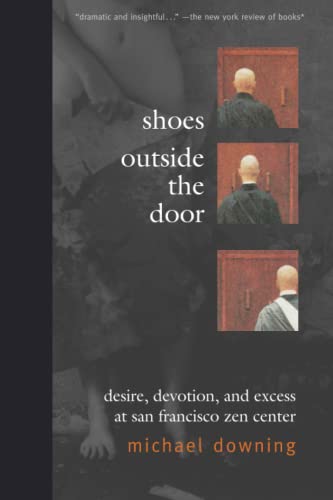 "dramatic and insightful..." —the new york review of books*
shoes
outside
the
door
desire, devotion, and excess
at san francisco zen center
michael downing